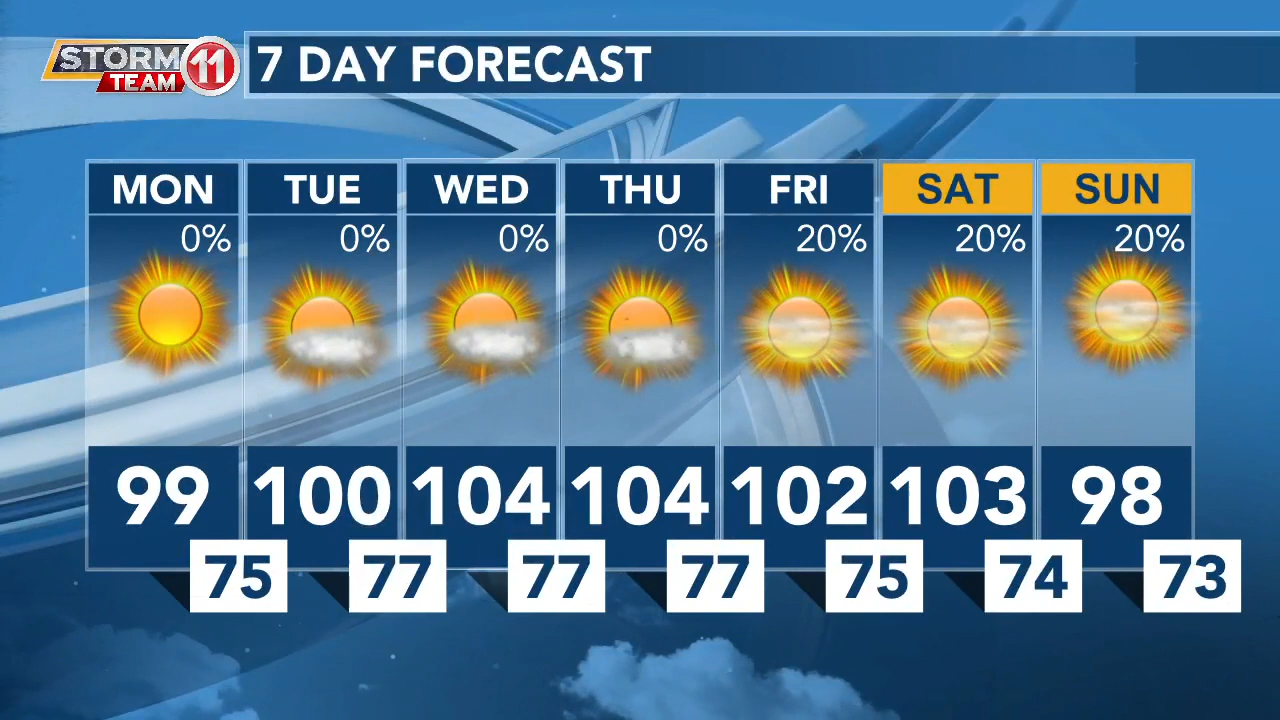 STORM
TEAM
11
7 DAY FORECAST
MON TUE WED THU FRI SAT SUN
0% 0% 0% 0% 20% 20% 20%
99 100 104 104 102 103 98
75 77 77 77 75 74 73